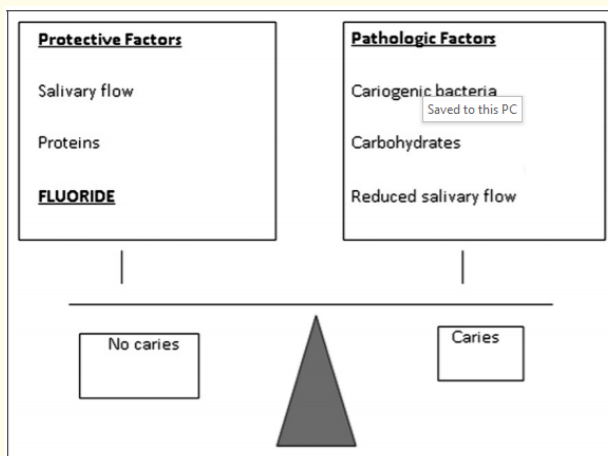 Protective Factors
Salivary flow
Proteins
FLUORIDE
Pathologic Factors
Cariogenic bacteria
Saved to this PC
Carbohydrates
Reduced salivary flow
No caries
Caries